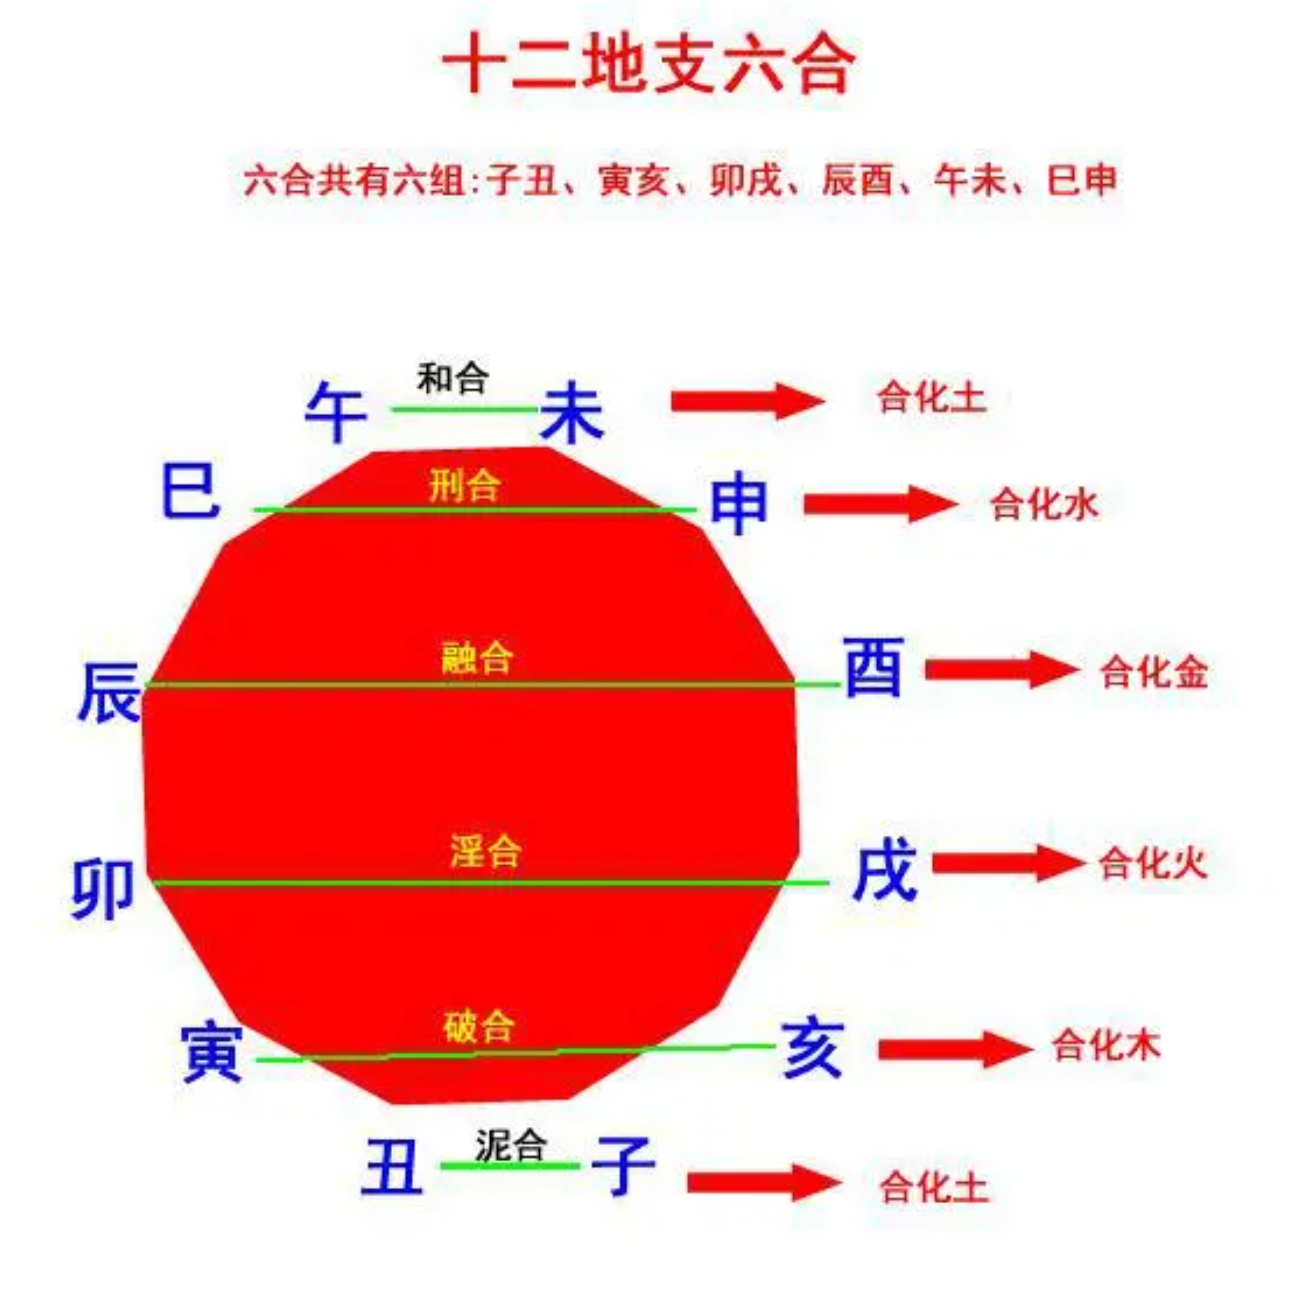 十二地支六合
六合共有六组:子丑、寅亥、卯戌、辰酉、午未、巳申
午 和合 未 合化土
巳 刑合 申 合化水
辰 融合 酉 合化金
卯 淫合 戌 合化火
寅 破合 亥 合化木
丑 泥合 子 合化土